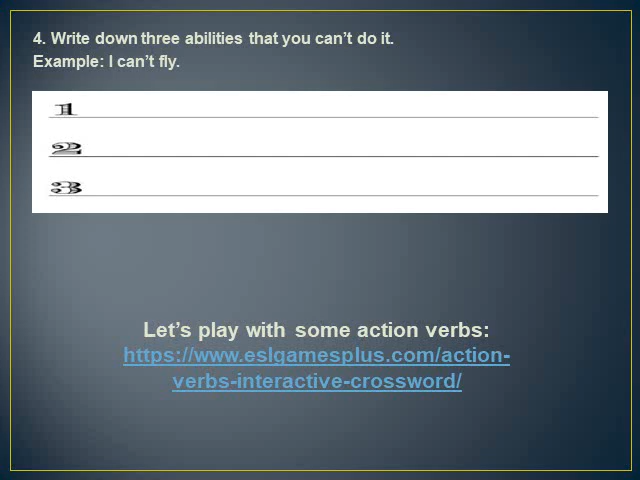 4. Write down three abilities that you can’t do it.
Example: I can’t fly.
1
2
3
Let’s play with some action verbs:
https://www.eslgamesplus.com/action-
verbs-interactive-crossword/